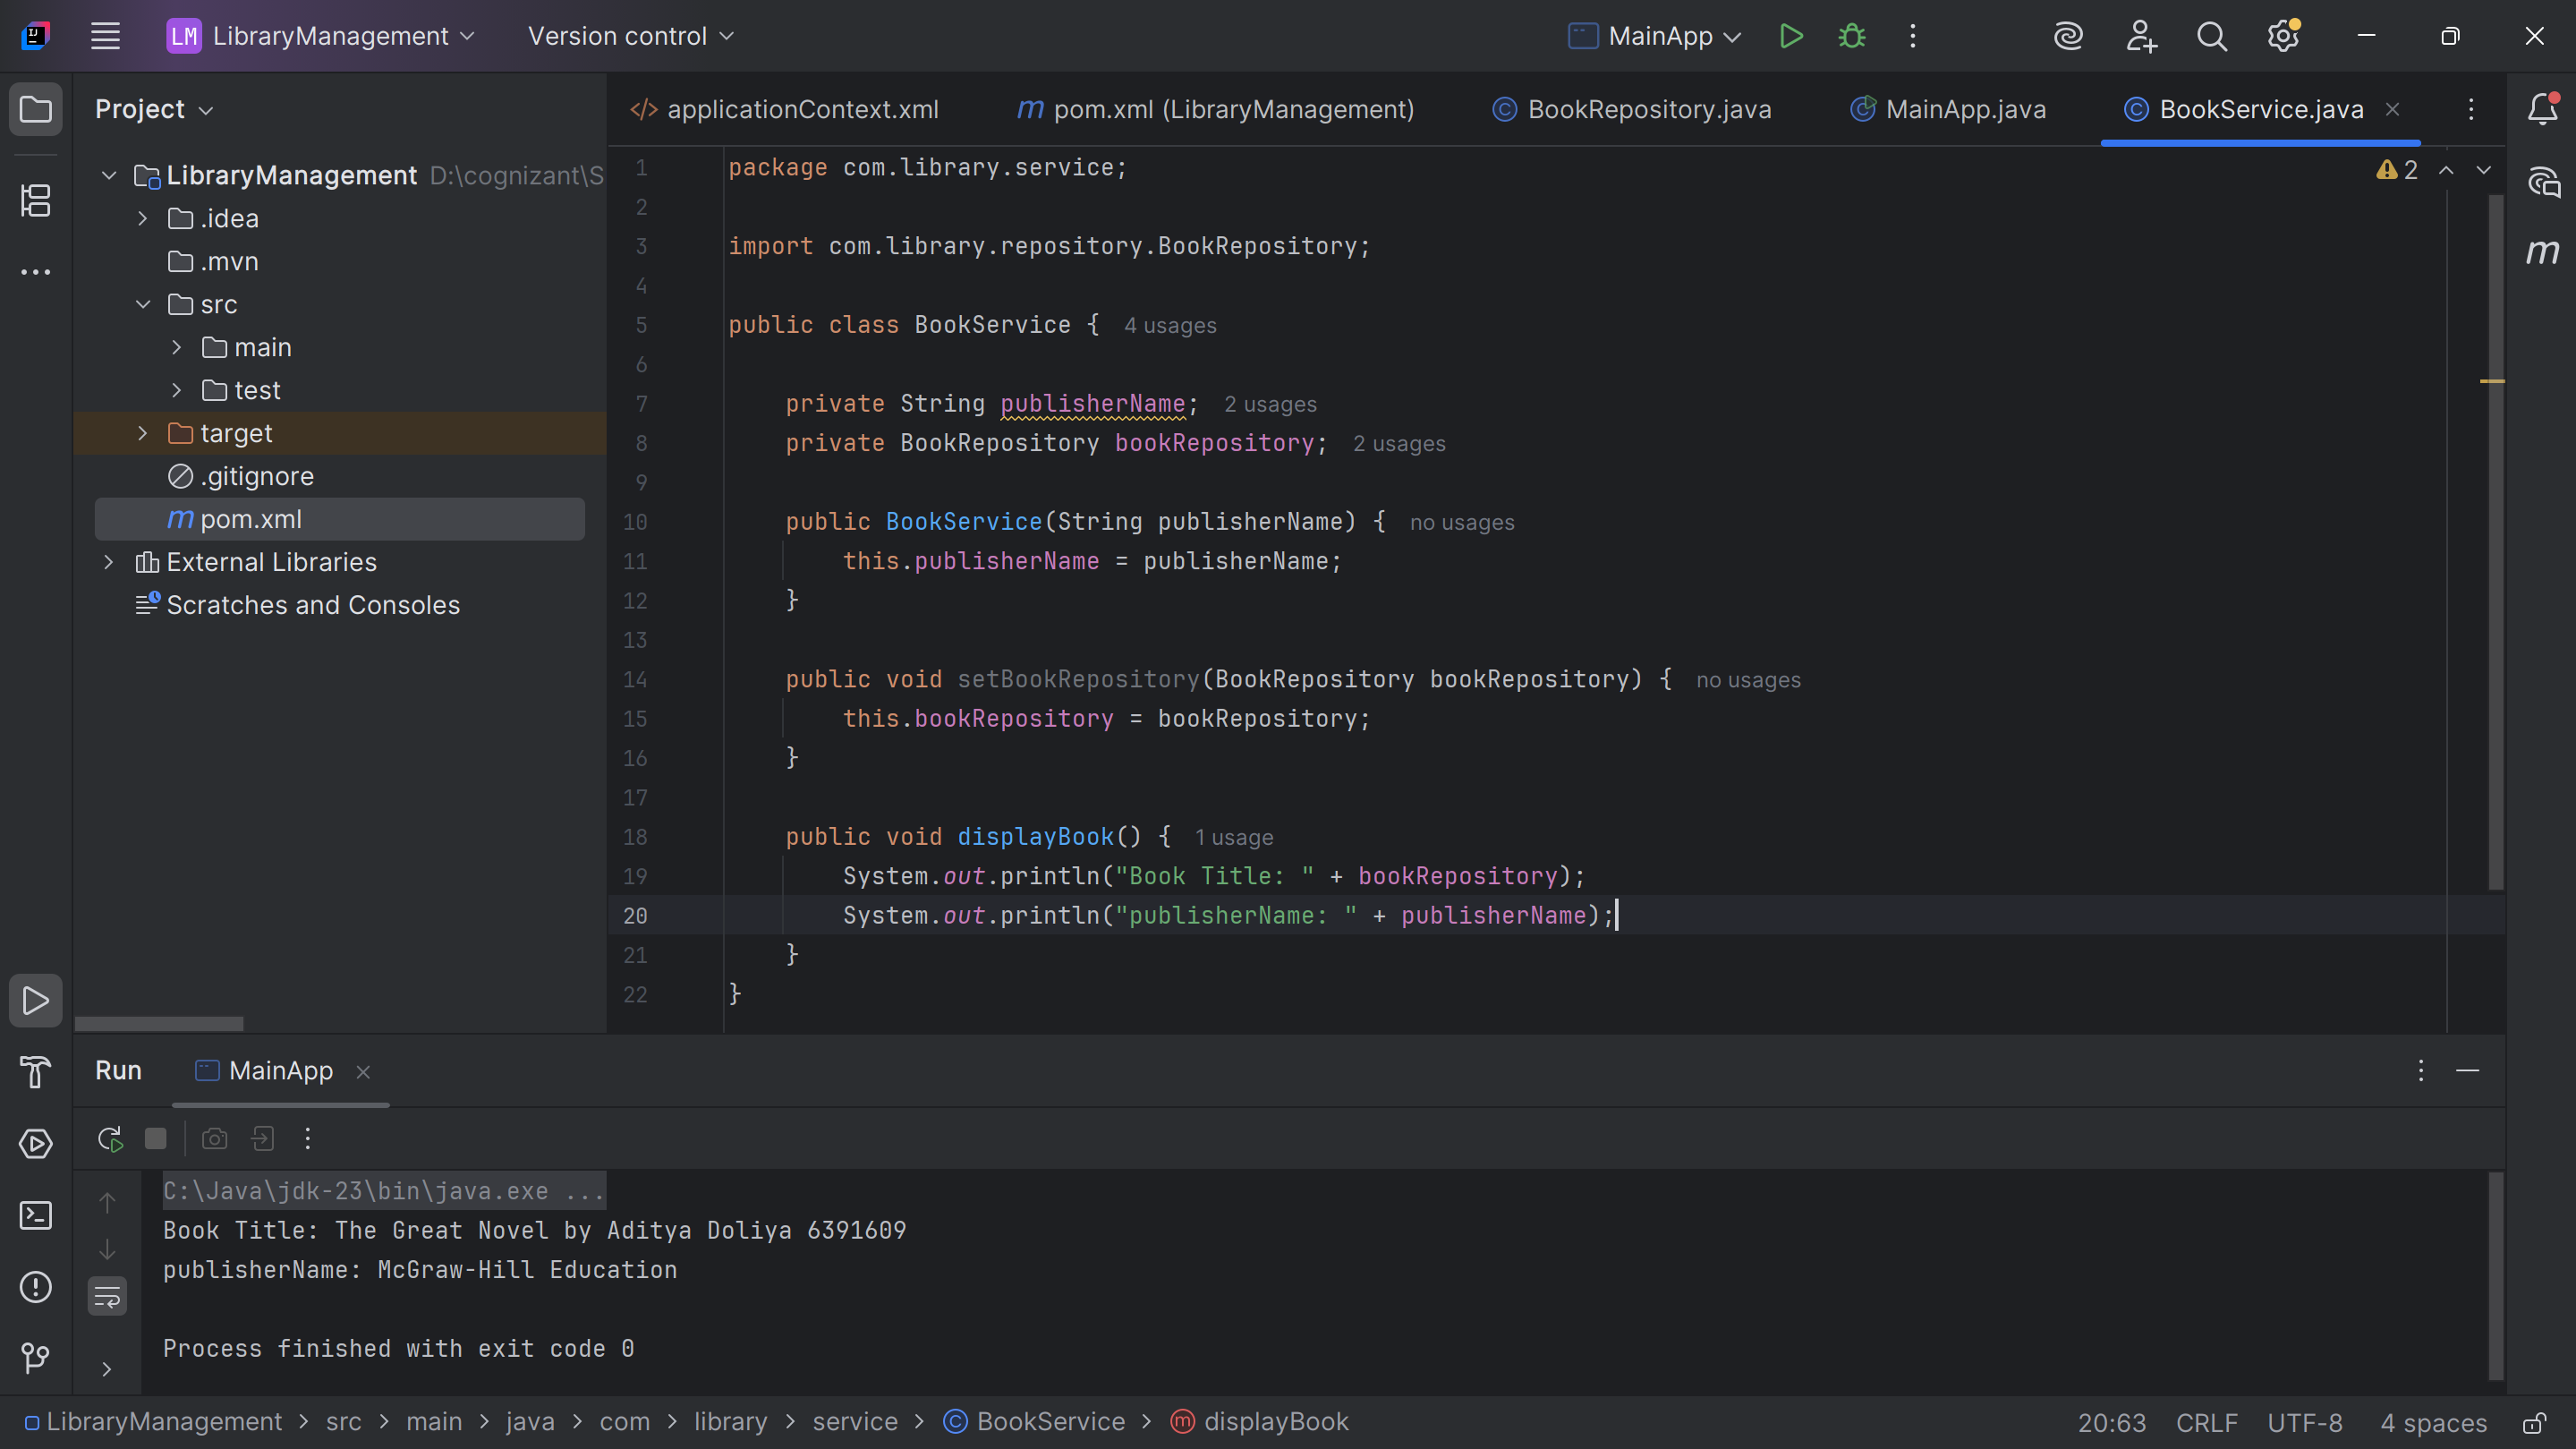 LM LibraryManagement Version control MainApp
Project
applicationContext.xml
pom.xml (LibraryManagement)
BookRepository.java
MainApp.java
BookService.java
LibraryManagement D:\cognizant\S
.idea
.mvn
src
main
test
target
.gitignore
pom.xml
External Libraries
Scratches and Consoles
2
1 package com.library.service;
2
3 import com.library.repository.BookRepository;
4
5 public class BookService { 4 usages
6
7 private String publisherName; 2 usages
8 private BookRepository bookRepository; 2 usages
9
10 public BookService(String publisherName) { no usages
11 this.publisherName = publisherName;
12 }
13
14 public void setBookRepository(BookRepository bookRepository) { no usages
15 this.bookRepository = bookRepository;
16 }
17
18 public void displayBook() { 1 usage
19 System.out.println("Book Title: " + bookRepository);
20 System.out.println("publisherName: " + publisherName);
21 }
22 }
Run MainApp
C:\Java\jdk-23\bin\java.exe ...
Book Title: The Great Novel by Aditya Doliya 6391609
publisherName: McGraw-Hill Education
Process finished with exit code 0
LibraryManagement > src > main > java > com > library > service > BookService > displayBook
20:63 CRLF UTF-8 4 spaces